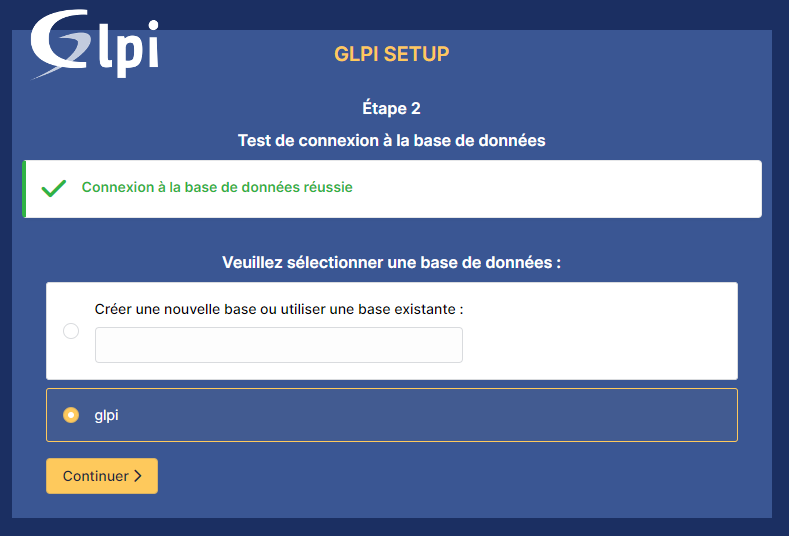 Glpi
GLPI SETUP
Étape 2
Test de connexion à la base de données
Connexion à la base de données réussie
Veuillez sélectionner une base de données :
Créer une nouvelle base ou utiliser une base existante :
glpi
Continuer